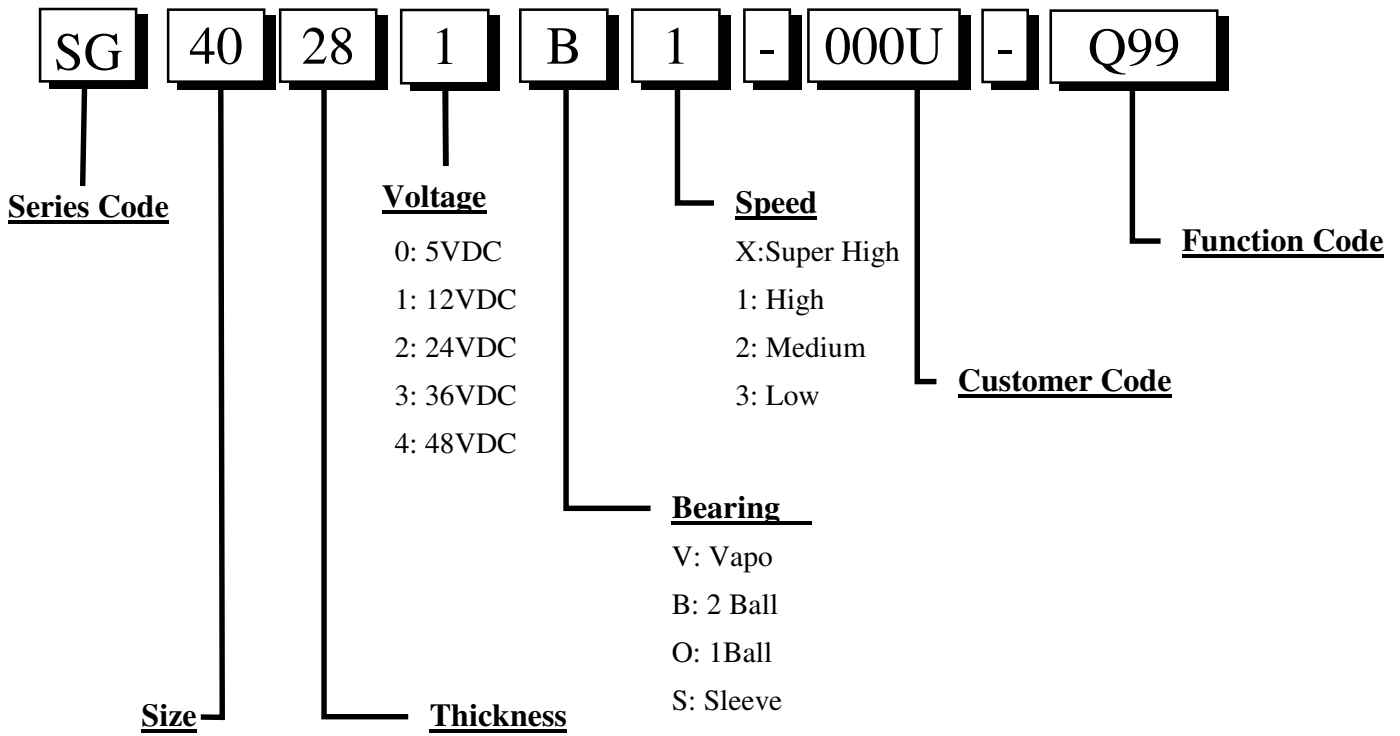 SG 40 28 1 B 1 - 000U - Q99
Series Code
Voltage
0: 5VDC
1: 12VDC
2: 24VDC
3: 36VDC
4: 48VDC
Speed
X:Super High
1: High
2: Medium
3: Low
Function Code
Customer Code
Bearing
V: Vapo
B: 2 Ball
O: 1Ball
S: Sleeve
Size
Thickness